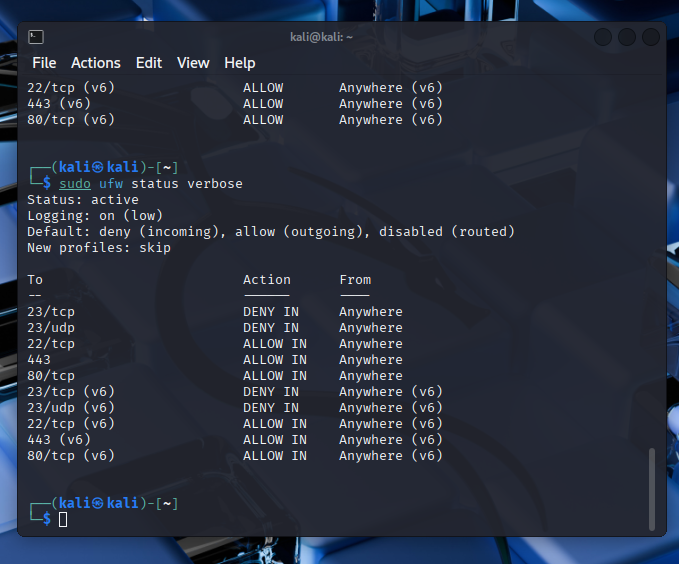 kali@kali: ~
File Actions Edit View Help
22/tcp (v6) ALLOW Anywhere (v6)
443 (v6) ALLOW Anywhere (v6)
80/tcp (v6) ALLOW Anywhere (v6)
┌──(kali㉿kali)-[~]
└─$ sudo ufw status verbose
Status: active
Logging: on (low)
Default: deny (incoming), allow (outgoing), disabled (routed)
New profiles: skip
To Action From
-- ------ ----
23/tcp DENY IN Anywhere
23/udp DENY IN Anywhere
22/tcp ALLOW IN Anywhere
443 ALLOW IN Anywhere
80/tcp ALLOW IN Anywhere
23/tcp (v6) DENY IN Anywhere (v6)
23/udp (v6) DENY IN Anywhere (v6)
22/tcp (v6) ALLOW IN Anywhere (v6)
443 (v6) ALLOW IN Anywhere (v6)
80/tcp (v6) ALLOW IN Anywhere (v6)
┌──(kali㉿kali)-[~]
└─$